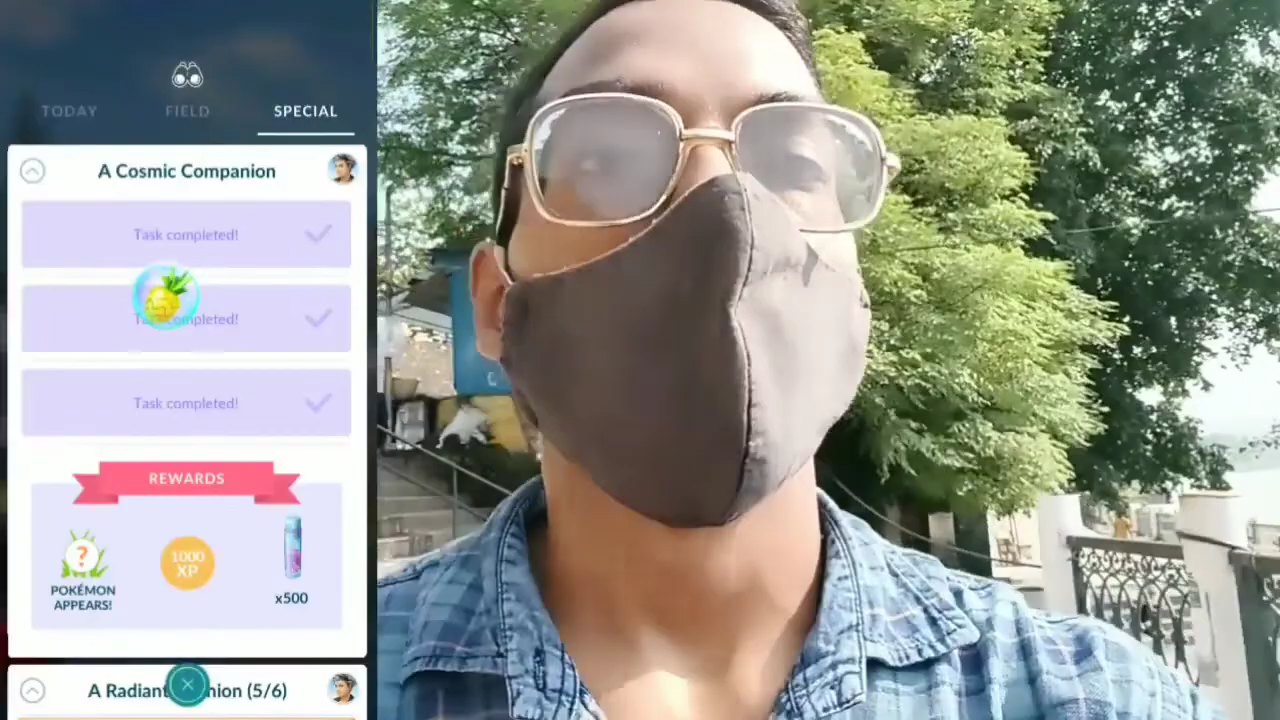 TODAY
FIELD
SPECIAL
A Cosmic Companion
Task completed!
completed!
Task completed!
REWARDS
?
1000
XP
POKÉMON
APPEARS!
x500
A Radiant nion (5/6)